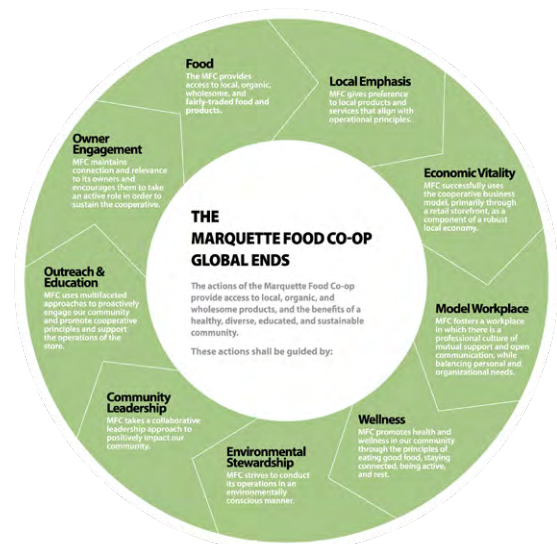 THE
MARQUETTE FOOD CO-OP
GLOBAL ENDS
The actions of the Marquette Food Co-op
provide access to local, organic, and
wholesome products, and the benefits of a
healthy, diverse, educated, and sustainable
community.
These actions shall be guided by:
Food
The MFC provides
access to local, organic,
wholesome, and
fairly-traded food and
products.
Local Emphasis
MFC gives preference
to local products and
services that align with
operational principles.
Economic Vitality
MFC successfully uses
the cooperative business
model, primarily through
a retail storefront, as a
component of a robust
local economy.
Model Workplace
MFC fosters a workplace
in which there is a
professional culture of
mutual support and open
communication, while
balancing personal and
organizational needs.
Wellness
MFC promotes health and
wellness in our community
through the principles of
eating good food, staying
connected, being active,
and rest.
Environmental
Stewardship
MFC strives to conduct
its operations in an
environmentally
conscious manner.
Community
Leadership
MFC takes a collaborative
leadership approach to
positively impact our
community.
Outreach &
Education
MFC uses multifaceted
approaches to proactively
engage our community
and promote cooperative
principles and support
the operations of the
store.
Owner
Engagement
MFC maintains
connection and relevance
to its owners and
encourages them to take
an active role in order to
sustain the cooperative.